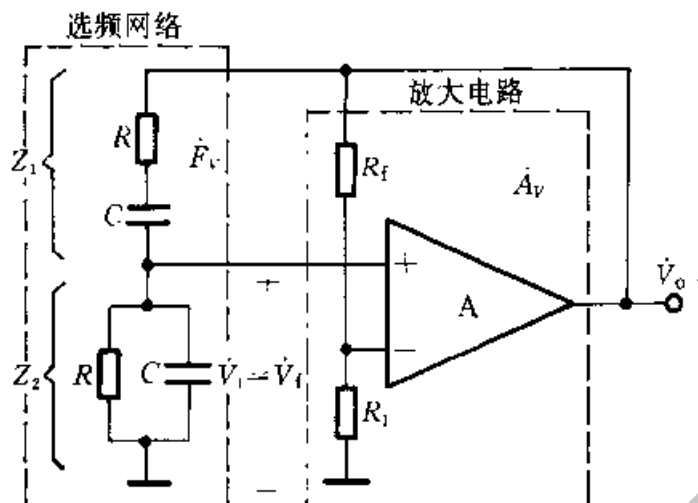 选频网络
放大电路
Z₁
R
Ḟᵥ
C
R_f
Ȧᵥ
+
+
A
V̇ₒ
−
Z₂
R
C
V̇ᵢ = V̇_f
R₁
−